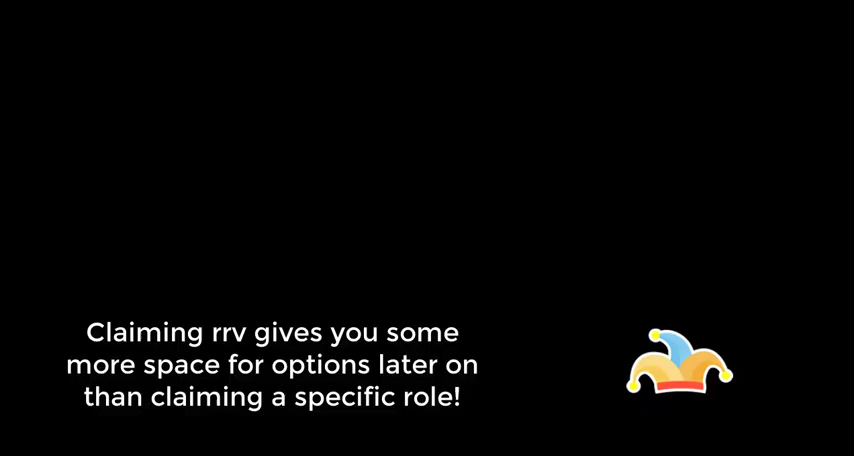 Claiming rrv gives you some
more space for options later on
than claiming a specific role!